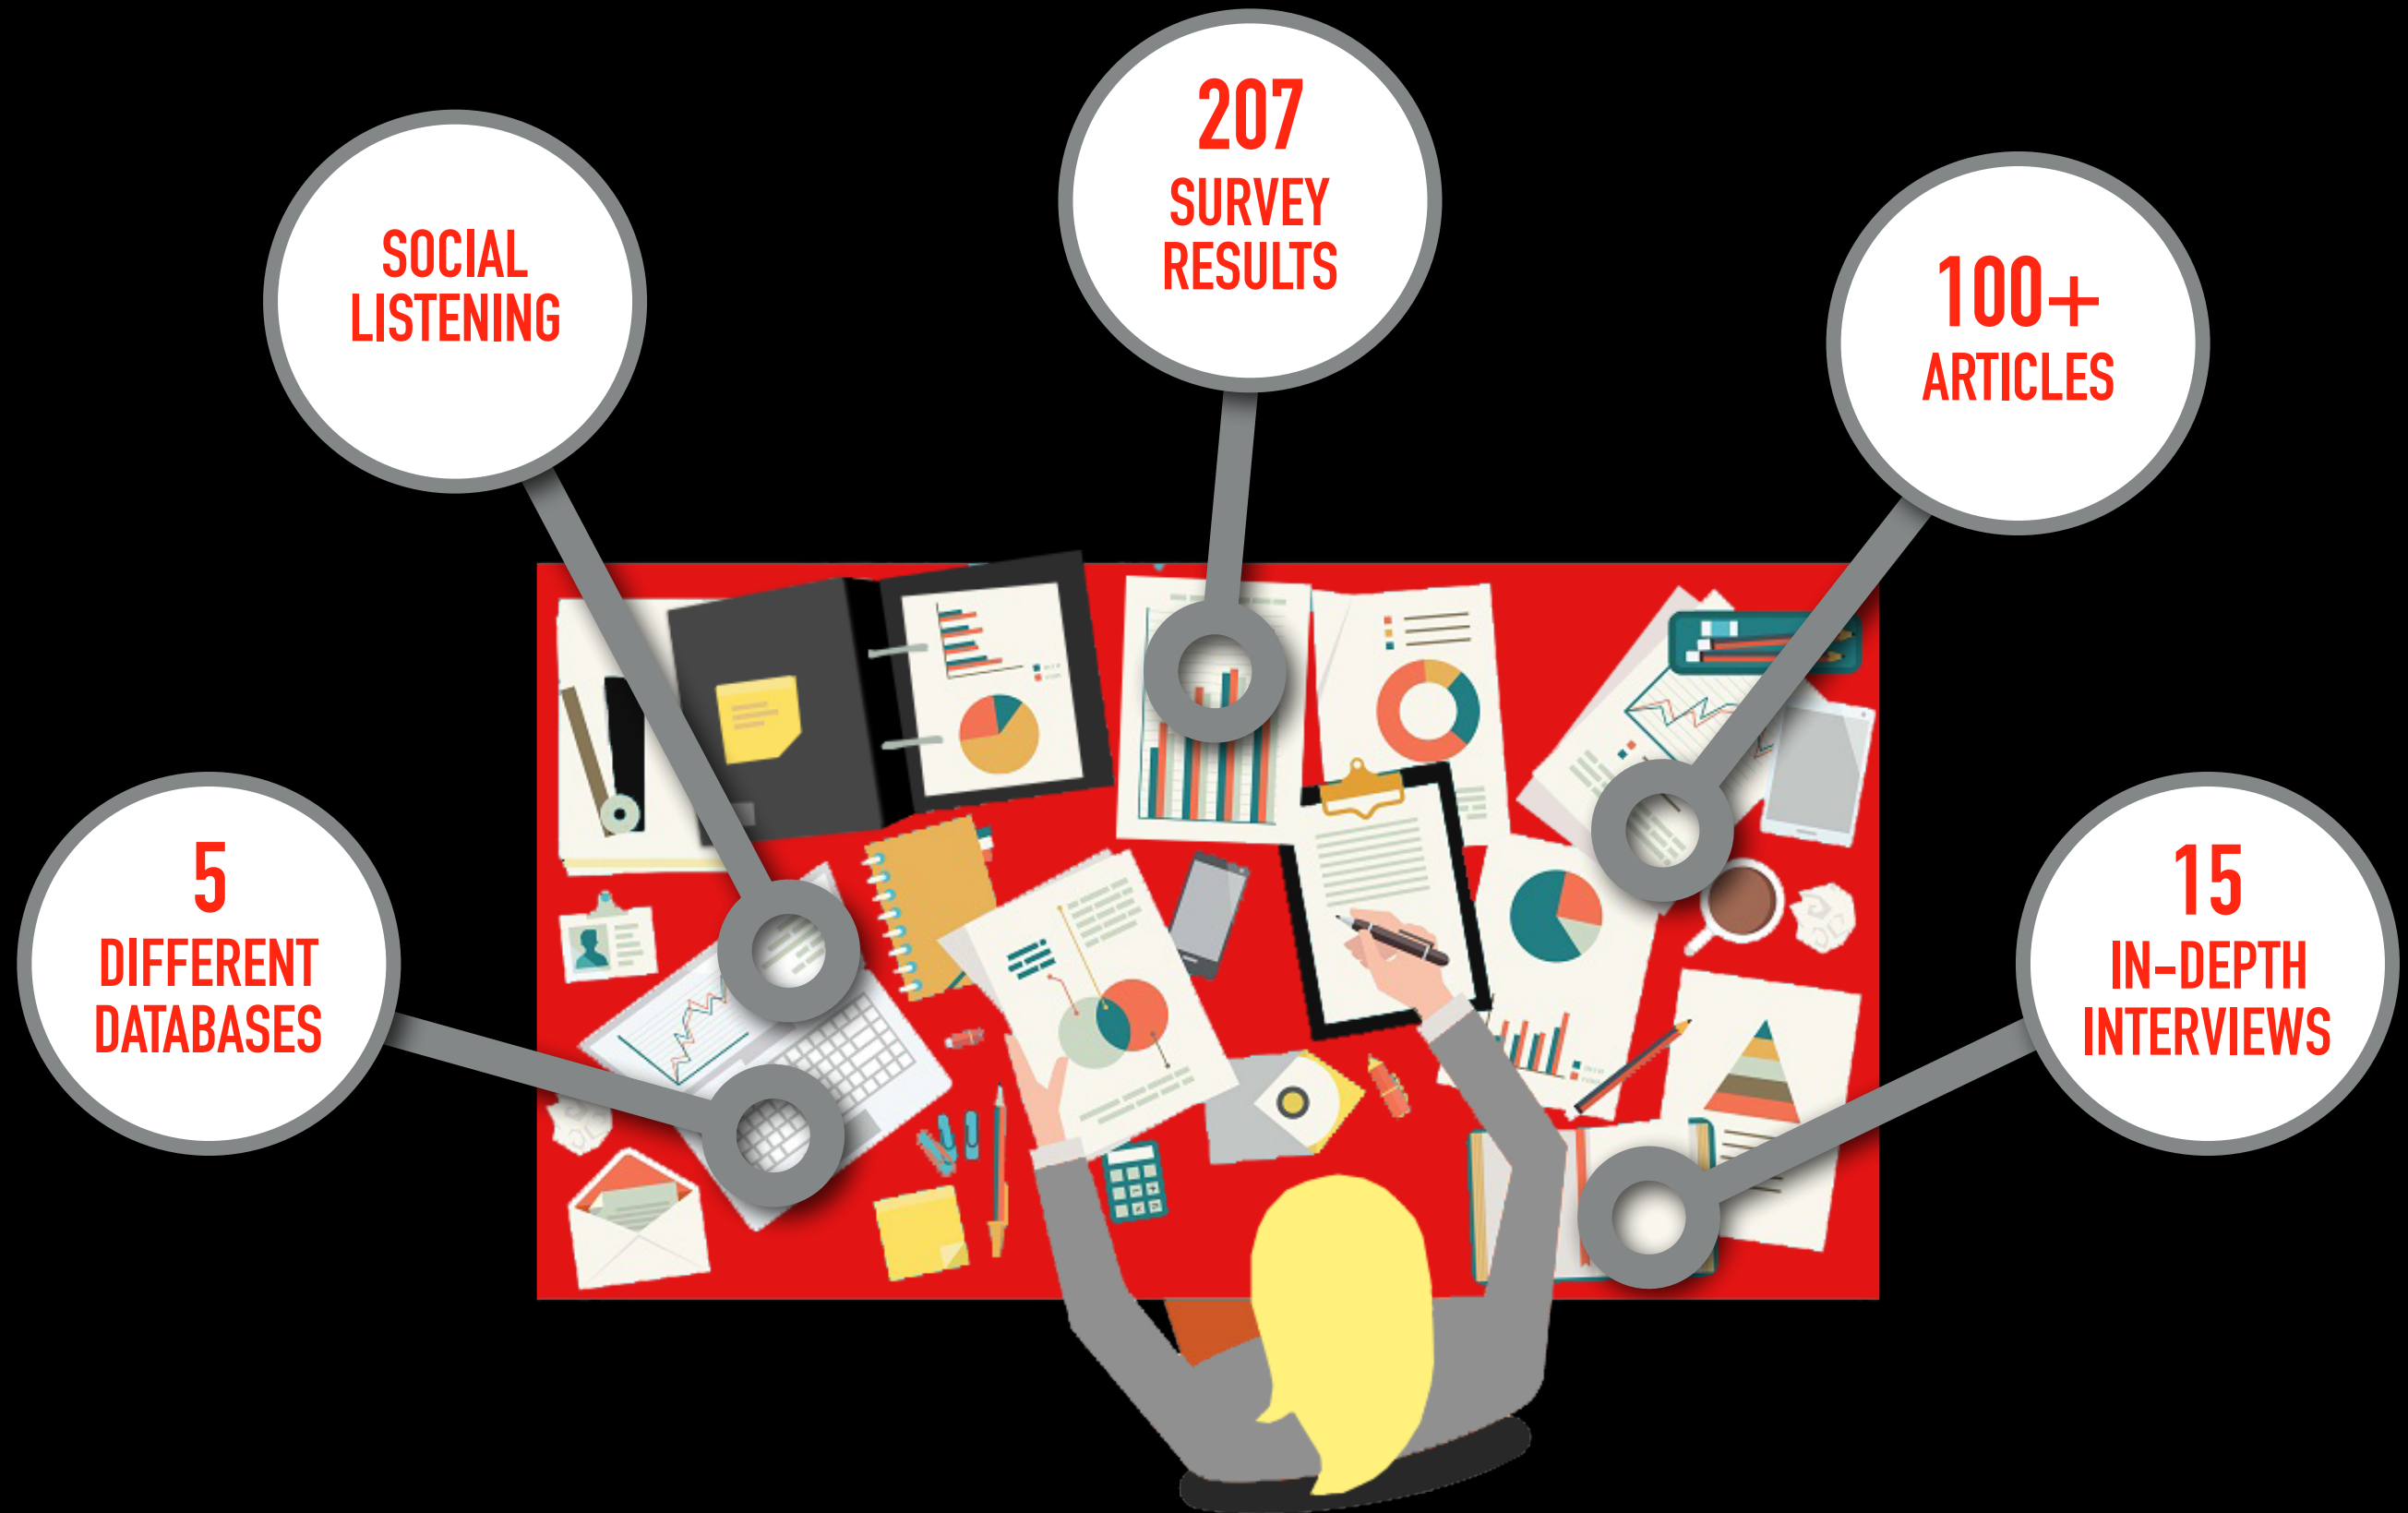 SOCIAL
LISTENING
207
SURVEY
RESULTS
100+
ARTICLES
5
DIFFERENT
DATABASES
15
IN-DEPTH
INTERVIEWS